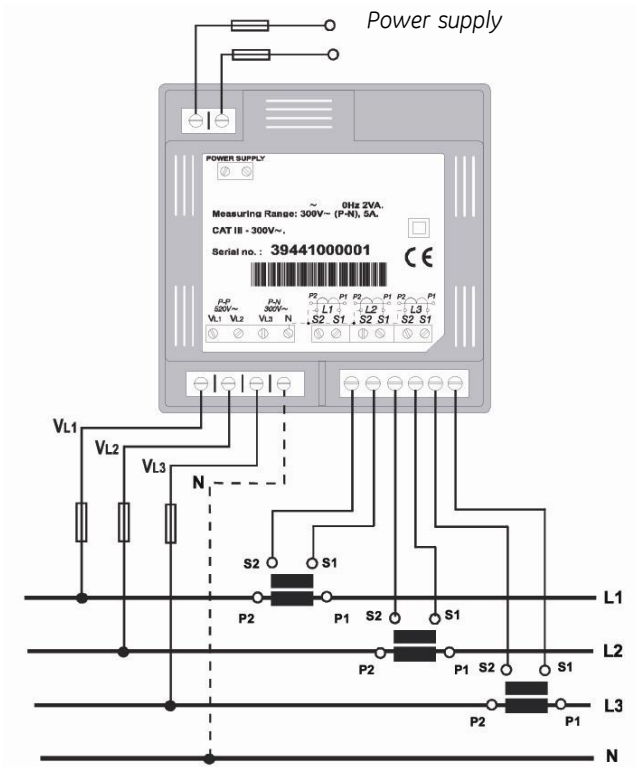 Power supply
POWER SUPPLY
~ 0Hz 2VA.
Measuring Range: 300V~ (P-N), 5A.
CAT III - 300V~.
Serial no. : 39441000001
CE
P-P P-N P2 P1 P2 P1 P2 P1
520V~ 300V~ L1 L2 L3
VL1 VL2 VL3 N S2 S1 S2 S1 S2 S1
VL1
VL2
VL3
N
S2 S1
L1
P2 P1 S2 S1
L2
P2 P1 S2 S1
L3
P2 P1
N